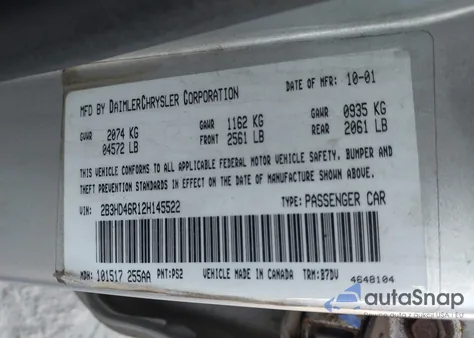 MFD BY DAIMLERCHRYSLER CORPORATION DATE OF MFR: 10-01
GVWR 2074 KG GAWR 1162 KG GAWR 0935 KG
04572 LB FRONT 2561 LB REAR 2061 LB
THIS VEHICLE CONFORMS TO ALL APPLICABLE FEDERAL MOTOR VEHICLE SAFETY, BUMPER AND
THEFT PREVENTION STANDARDS IN EFFECT ON THE DATE OF MANUFACTURE SHOWN ABOVE.
VIN: 2B3HD46R12H145522 TYPE: PASSENGER CAR
MDH: 101517 255AA PNT: PS2 VEHICLE MADE IN CANADA TRM: B7DV 4648104
autoSnap